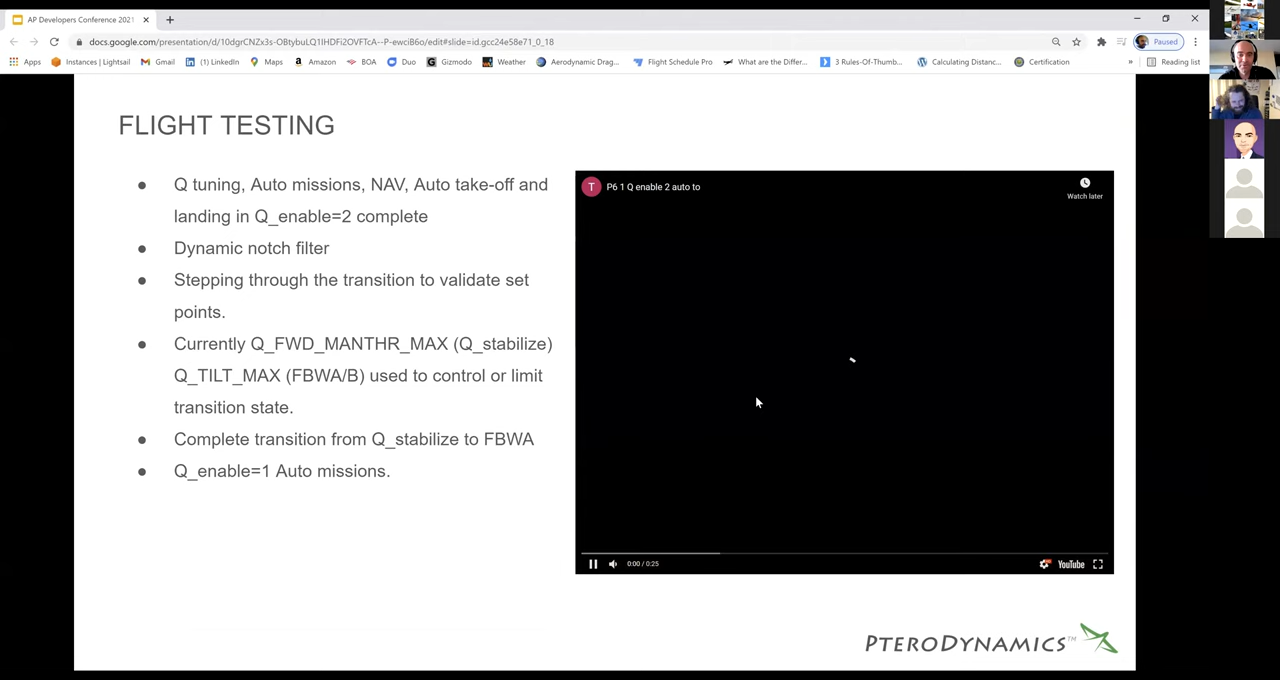 AP Developers Conference 2021
docs.google.com/presentation/d/10dgrCNZx3s-OBtybuLQ1IHDFi2OVFTcA--P-ewciB6o/edit#slide=id.gcc24e58e71_0_18
Paused
Apps
Instances | Lightsail
Gmail
(1) LinkedIn
Maps
Amazon
BOA
Duo
Gizmodo
Weather
Aerodynamic Drag...
Flight Schedule Pro
What are the Differ...
3 Rules-Of-Thumb...
Calculating Distanc...
Certification
»
Reading list
FLIGHT TESTING
● Q tuning, Auto missions, NAV, Auto take-off and
landing in Q_enable=2 complete
● Dynamic notch filter
● Stepping through the transition to validate set
points.
● Currently Q_FWD_MANTHR_MAX (Q_stabilize)
Q_TILT_MAX (FBWA/B) used to control or limit
transition state.
● Complete transition from Q_stabilize to FBWA
● Q_enable=1 Auto missions.
T
P6 1 Q enable 2 auto to
Watch later
0:00 / 0:25
YouTube
PTERODYNAMICS™